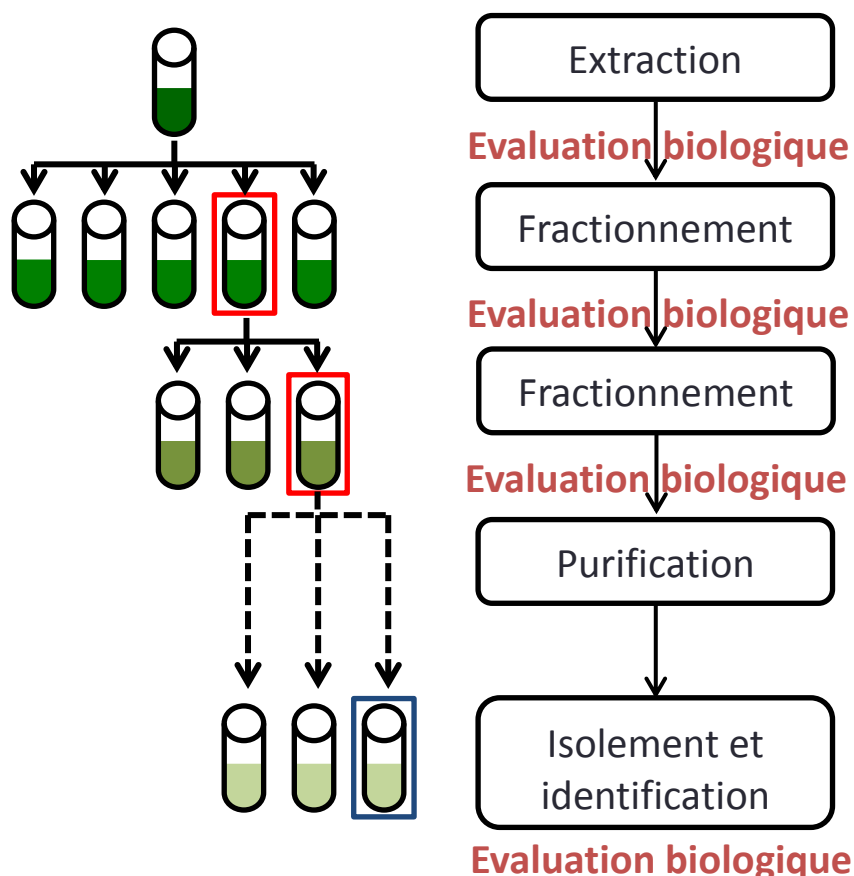 Extraction
Evaluation biologique
Fractionnement
Evaluation biologique
Fractionnement
Evaluation biologique
Purification
Isolement et
identification
Evaluation biologique